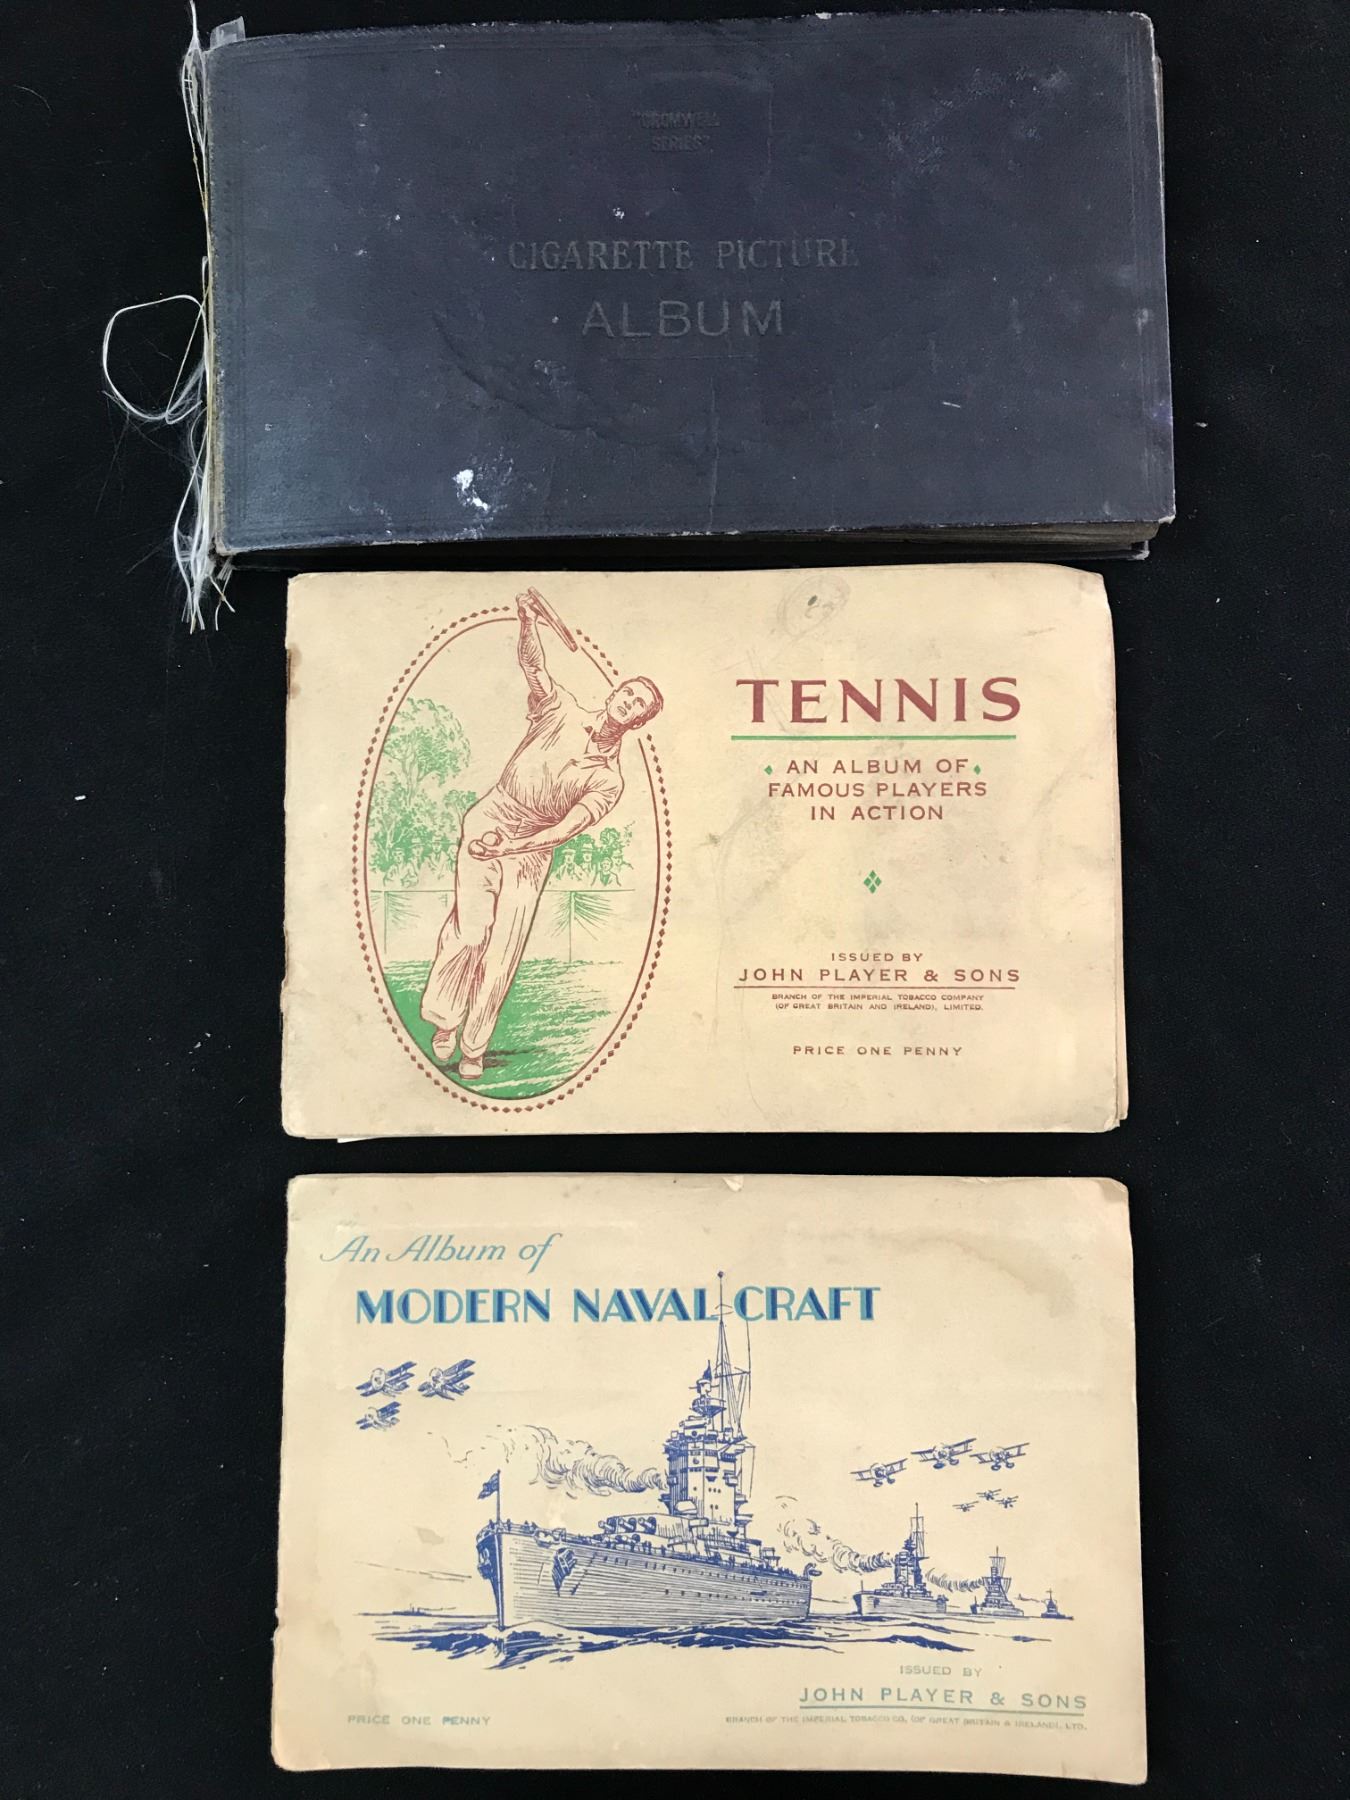 "CROMWELL
SERIES"
CIGARETTE PICTURE
ALBUM
TENNIS
AN ALBUM OF
FAMOUS PLAYERS
IN ACTION
ISSUED BY
JOHN PLAYER & SONS
BRANCH OF THE IMPERIAL TOBACCO COMPANY
(OF GREAT BRITAIN AND IRELAND), LIMITED.
PRICE ONE PENNY
An Album of
MODERN NAVAL CRAFT
ISSUED BY
JOHN PLAYER & SONS
PRICE ONE PENNY
BRANCH OF THE IMPERIAL TOBACCO CO. (OF GREAT BRITAIN & IRELAND), LTD.